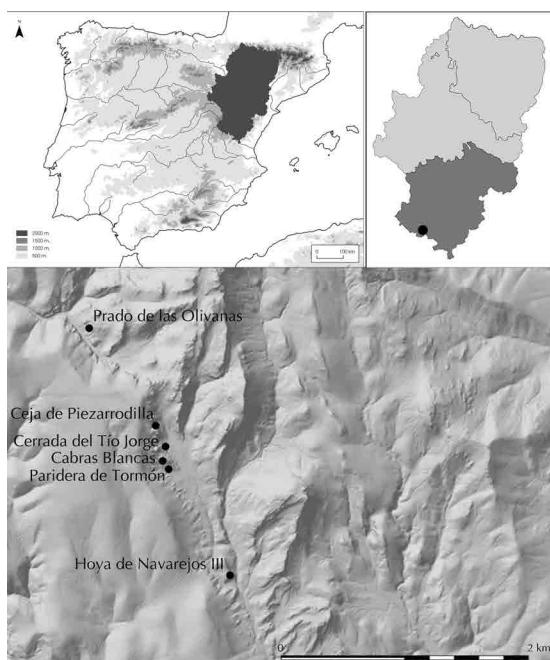 N
2000 m.
1500 m.
1000 m.
500 m.
0
100 km
Prado de las Olivanas
Ceja de Piezarrodilla
Cerrada del Tío Jorge
Cabras Blancas
Paridera de Tormón
Hoya de Navarejos III
0
2 km